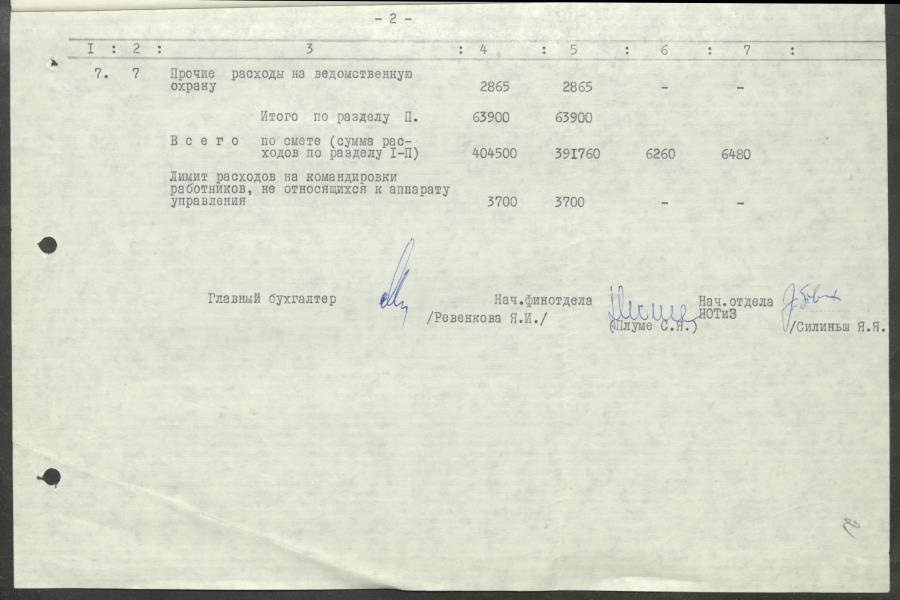 - 2 -
I : 2 : 3 : 4 : 5 : 6 : 7 :
7. 7 Прочие расходы на ведомственную
охрану 2865 2865 - -
Итого по разделу П. 63900 63900
В с е г о по смете (сумма рас-
ходов по разделу I-П) 404500 391760 6260 6480
Лимит расходов на командировки
работников, не относящихся к аппарату
управления 3700 3700 - -
Главный бухгалтер Нач.финотдела Нач.отдела
НОТиЗ
/Ревенкова Я.И./ (Плуме С.Я.) /Силиньш Я.Я.
2